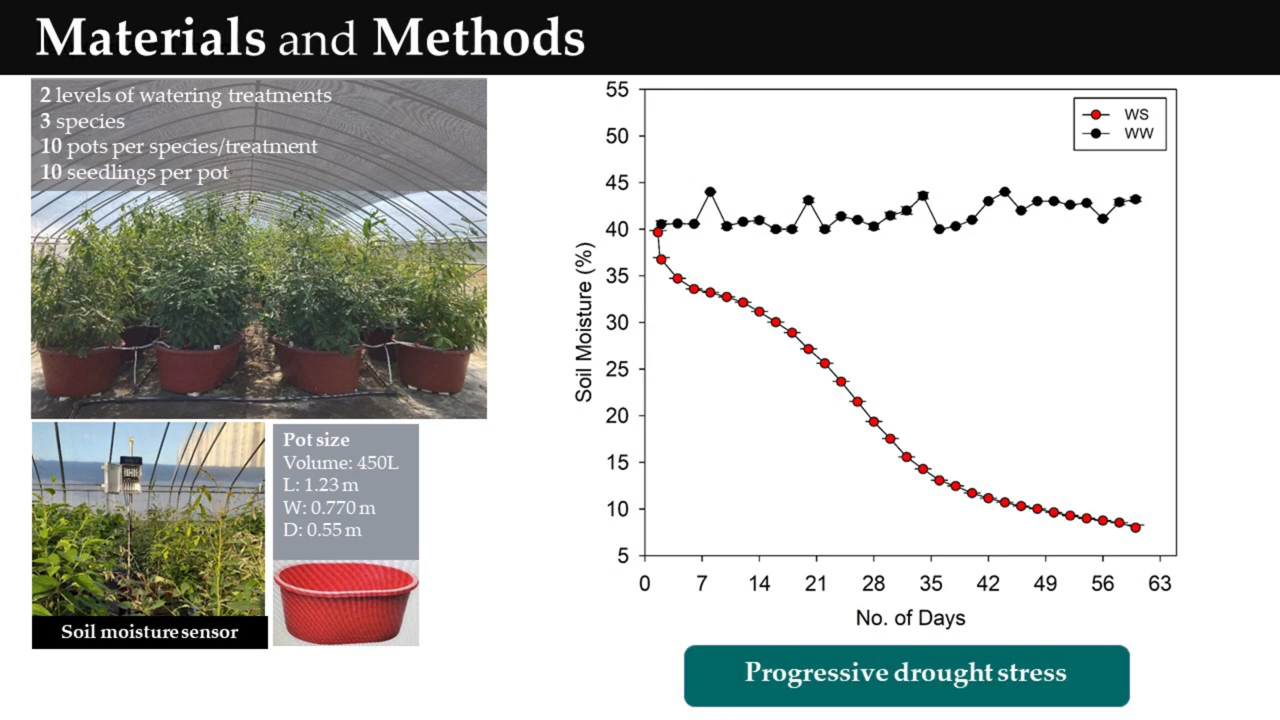 Materials and Methods
2 levels of watering treatments
3 species
10 pots per species/treatment
10 seedlings per pot
Soil moisture sensor
Pot size
Volume: 450L
L: 1.23 m
W: 0.770 m
D: 0.55 m
Soil Moisture (%)
55
50
45
40
35
30
25
20
15
10
5
WS
WW
0 7 14 21 28 35 42 49 56 63
No. of Days
Progressive drought stress